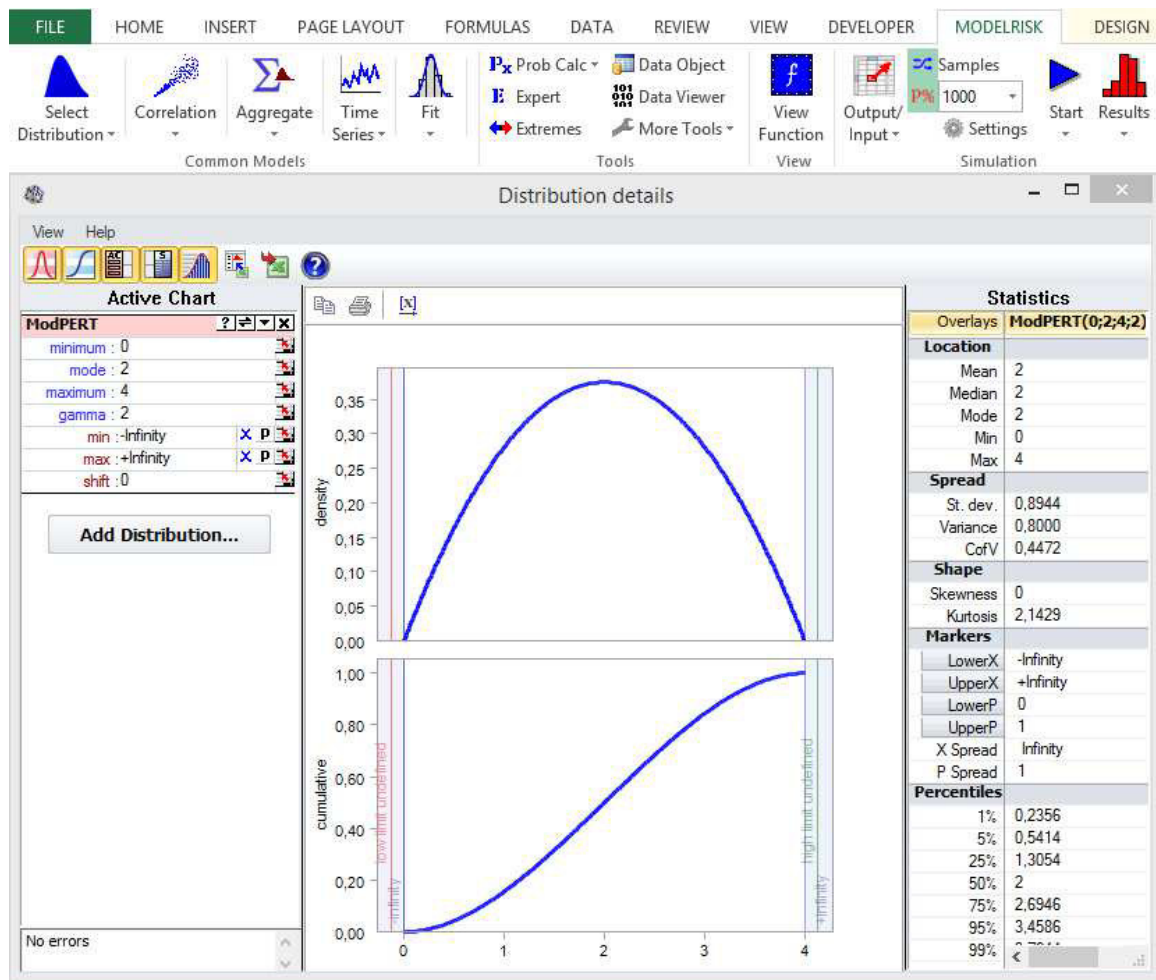 FILE HOME INSERT PAGE LAYOUT FORMULAS DATA REVIEW VIEW DEVELOPER MODELRISK DESIGN
Select Distribution
Correlation
Aggregate
Time Series
Fit
Common Models
Px Prob Calc
E Expert
Extremes
Data Object
101 010 101 Data Viewer
More Tools
Tools
f
View Function
View
Output/ Input
Samples
P% 1000
Settings
Start
Results
Simulation
Distribution details
View Help
AC S
Active Chart
ModPERT
minimum : 0
mode : 2
maximum : 4
gamma : 2
min :-Infinity X P
max :+Infinity X P
shift :0
Add Distribution...
No errors
[x]
density
0,35
0,30
0,25
0,20
0,15
0,10
0,05
0,00
cumulative
1,00
0,80
0,60
0,40
0,20
0,00
low limit undefined
-Infinity
high limit undefined
+Infinity
0 1 2 3 4
Statistics
Overlays ModPERT(0;2;4;2)
Location
Mean 2
Median 2
Mode 2
Min 0
Max 4
Spread
St. dev. 0,8944
Variance 0,8000
CofV 0,4472
Shape
Skewness 0
Kurtosis 2,1429
Markers
LowerX -Infinity
UpperX +Infinity
LowerP 0
UpperP 1
X Spread Infinity
P Spread 1
Percentiles
1% 0,2356
5% 0,5414
25% 1,3054
50% 2
75% 2,6946
95% 3,4586
99%